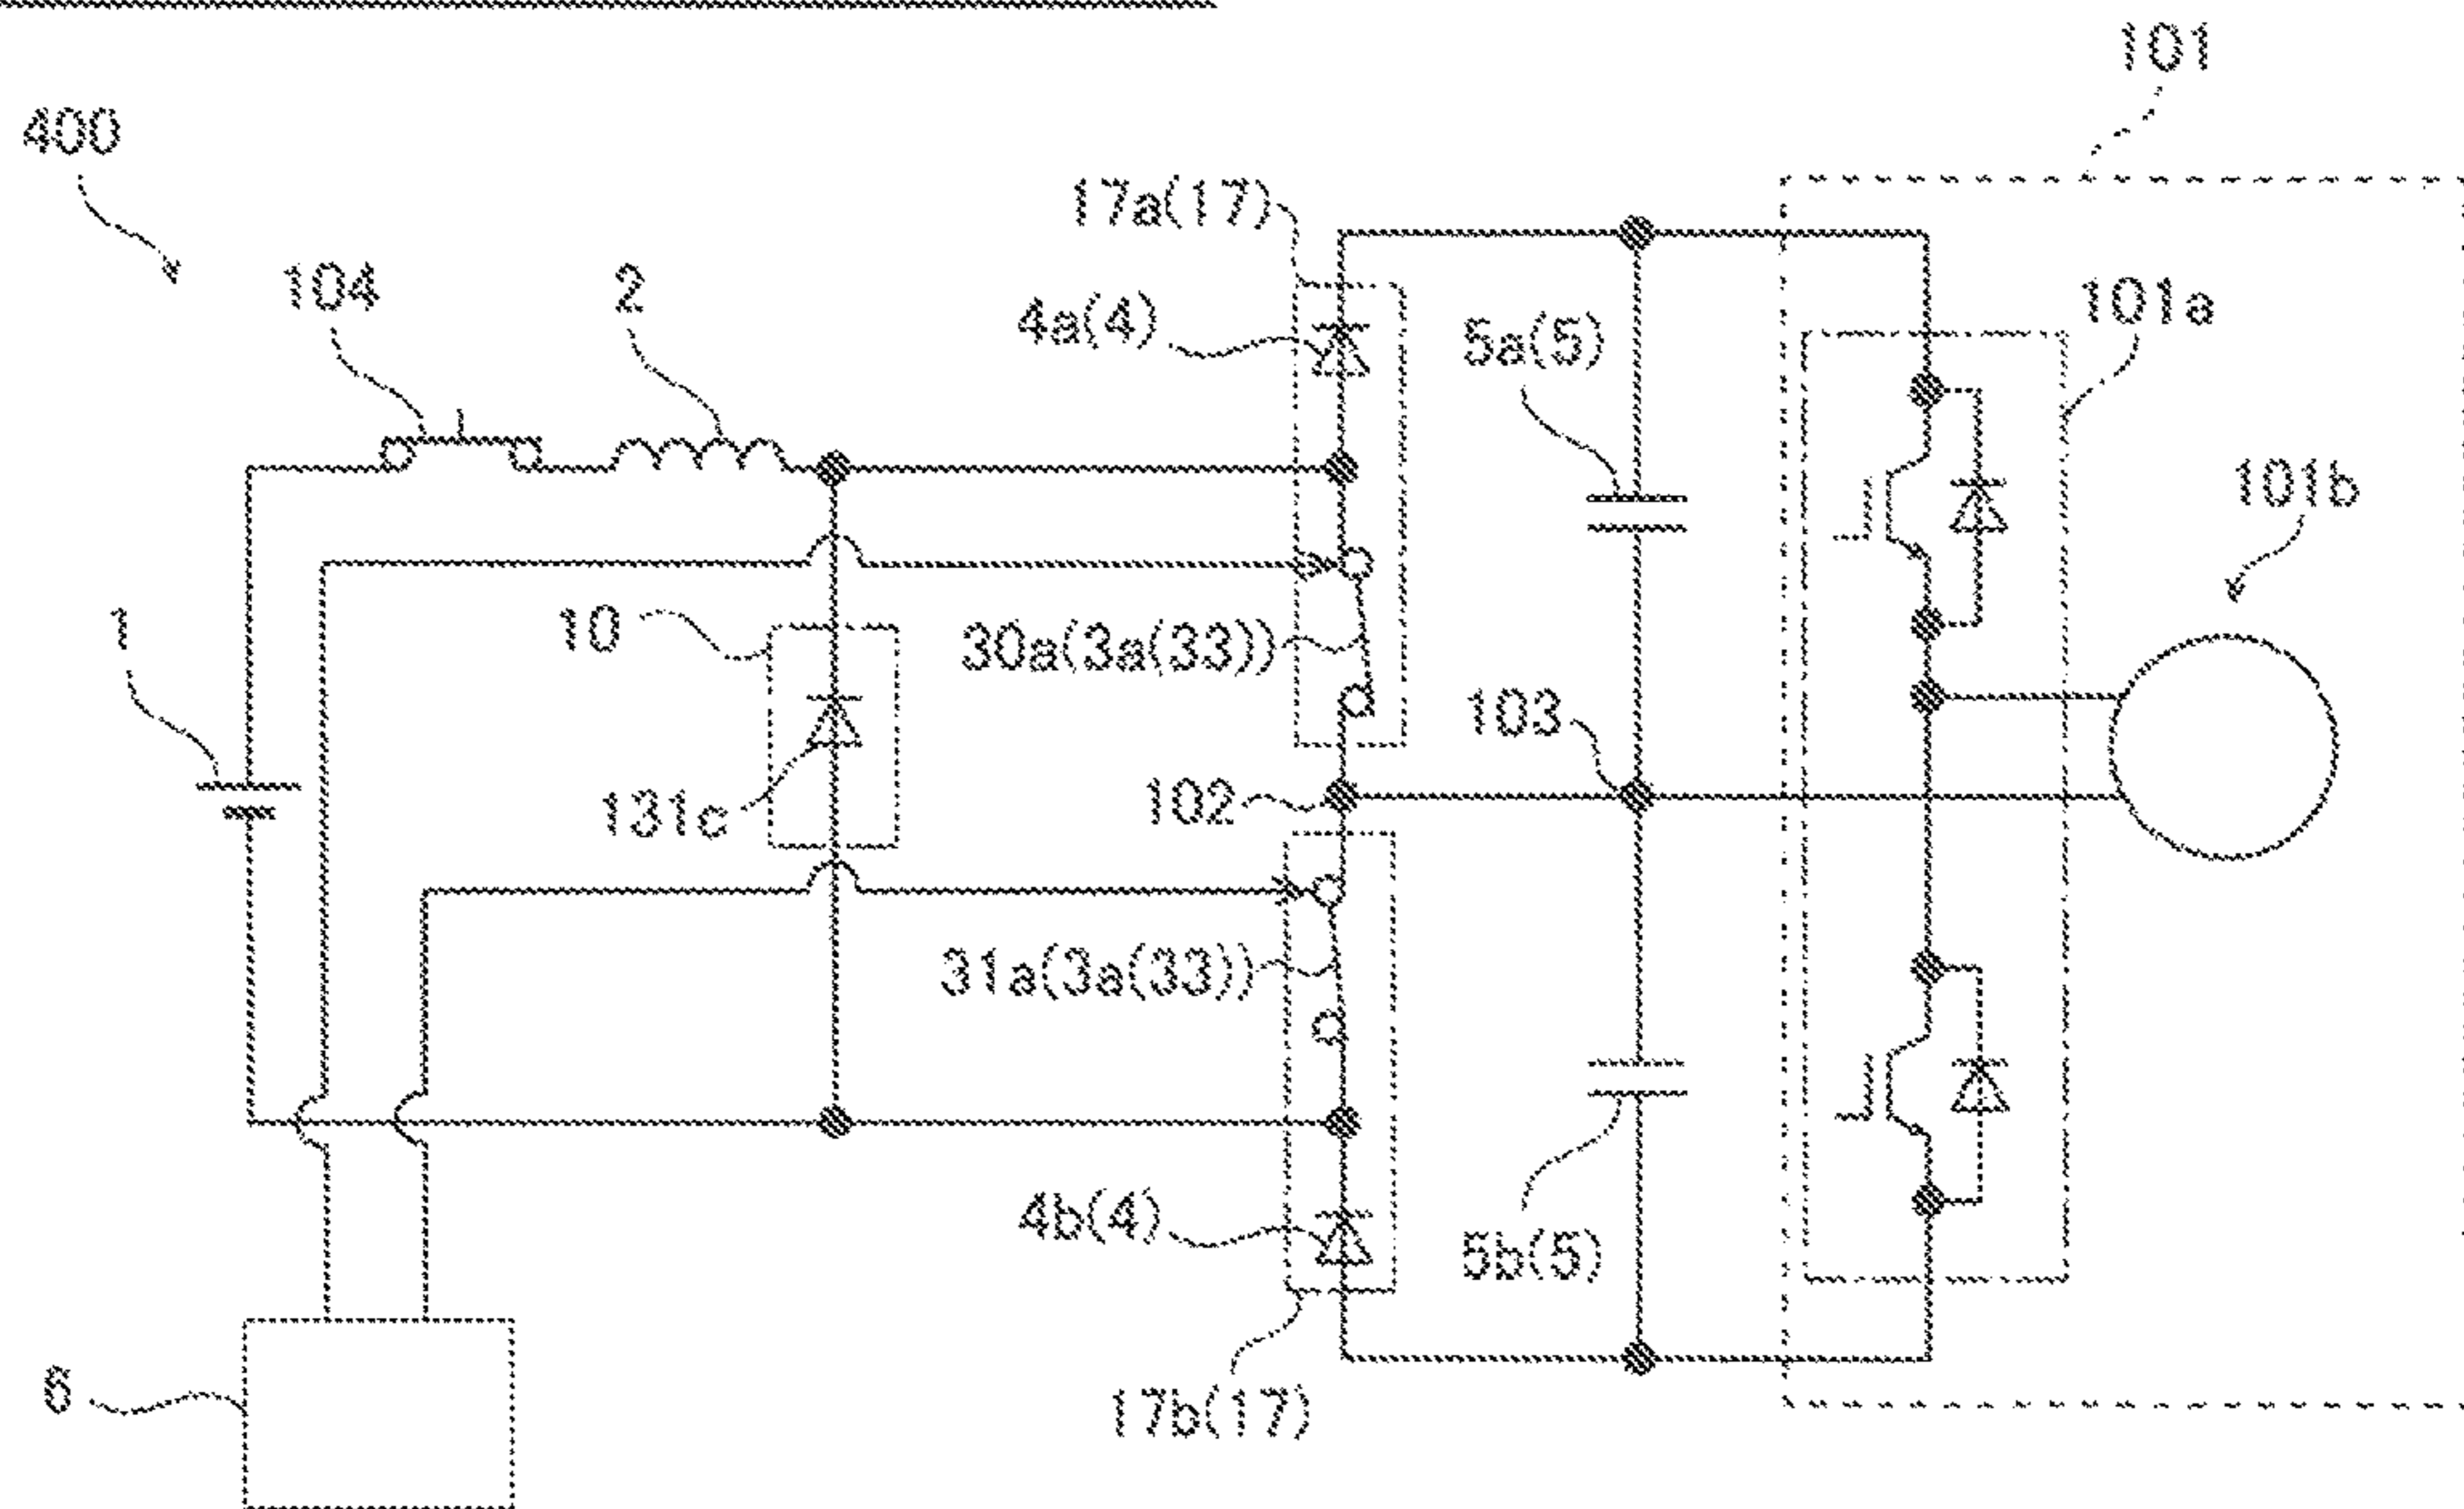 101
400
17a(17)
104
2
4a(4)
5a(5)
101a
101b
1
10
30a(3a(33))
103
131c
102
31a(3a(33))
4b(4)
5b(5)
6
17b(17)